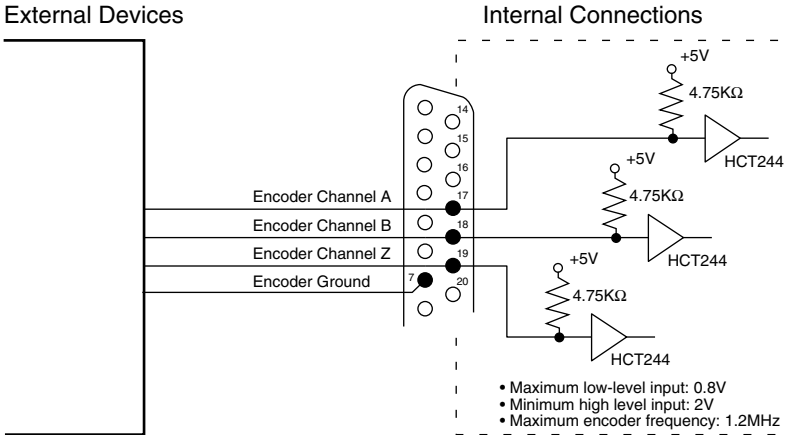 External Devices
Internal Connections
+5V
4.75KΩ
HCT244
14
15
16
17
18
19
20
7
Encoder Channel A
Encoder Channel B
Encoder Channel Z
Encoder Ground
+5V
4.75KΩ
HCT244
+5V
4.75KΩ
HCT244
• Maximum low-level input: 0.8V
• Minimum high level input: 2V
• Maximum encoder frequency: 1.2MHz